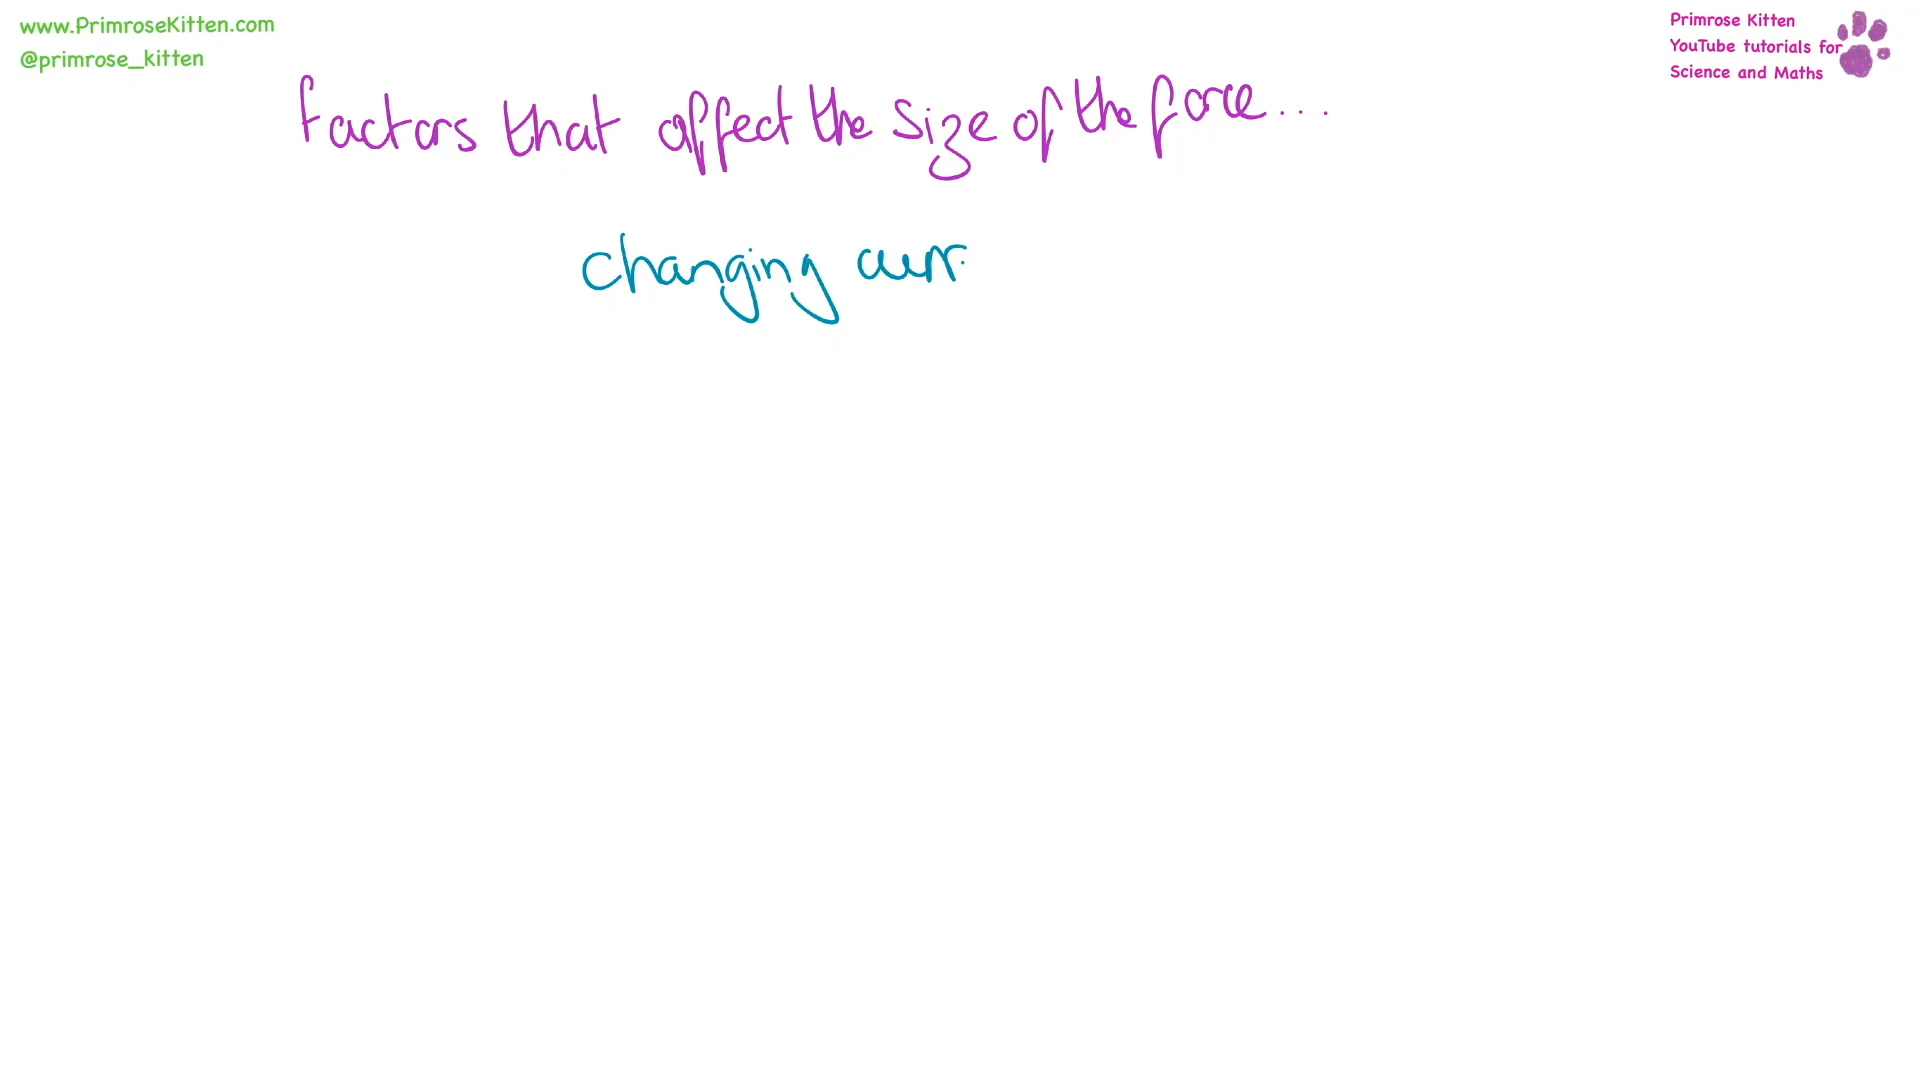 www.PrimroseKitten.com
@primrose_kitten
Primrose Kitten
YouTube tutorials for
Science and Maths
factors that affect the size of the force...
changing curr